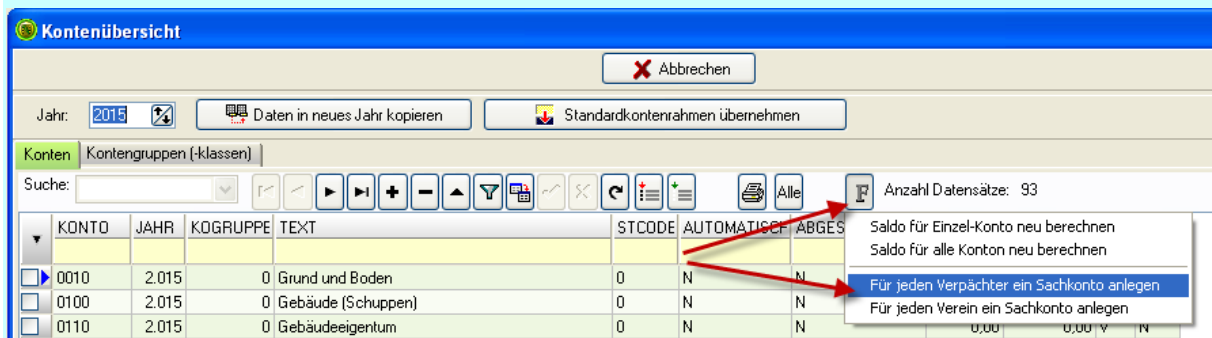 Kontenübersicht
Abbrechen
Jahr: 2015 Daten in neues Jahr kopieren Standardkontenrahmen übernehmen
Konten Kontengruppen (-klassen)
Suche: Alle F Anzahl Datensätze: 93
KONTO JAHR KOGRUPPE TEXT STCODE AUTOMATISCH ABGES
Saldo für Einzel-Konto neu berechnen
Saldo für alle Konton neu berechnen
0010 2.015 0 Grund und Boden 0 N N
Für jeden Verpächter ein Sachkonto anlegen
0100 2.015 0 Gebäude (Schuppen) 0 N N
Für jeden Verein ein Sachkonto anlegen
0110 2.015 0 Gebäudeeigentum 0 N N 0,00 0,00 V N